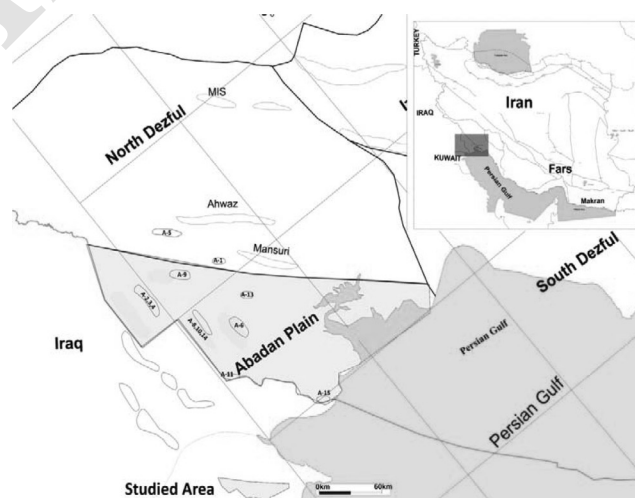 TURKEY
Iran
IRAQ
KUWAIT
Fars
Persian Gulf
Makran
MIS
North Dezful
Ahwaz
A-5
Mansuri
A-1
A-9
A-13
A-2,3,4
A-8,10,14
A-6
Abadan Plain
South Dezful
Iraq
Persian Gulf
Persian Gulf
A-11
A-15
Studied Area
0km
60km